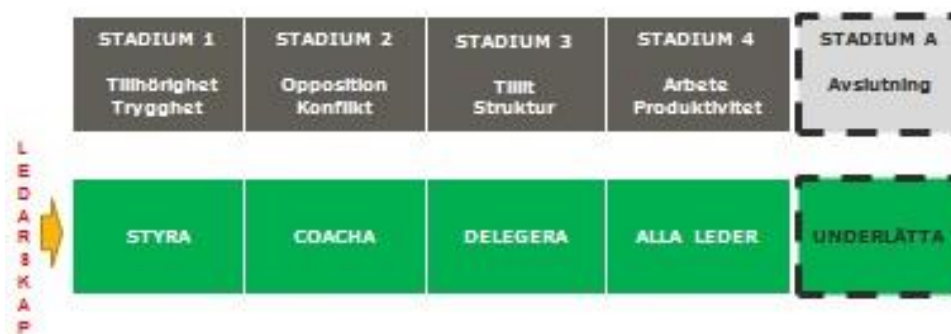 STADIUM 1
Tillhörighet
Trygghet
STADIUM 2
Opposition
Konflikt
STADIUM 3
Tillit
Struktur
STADIUM 4
Arbete
Produktivitet
STADIUM A
Avslutning
LEDARSKAP
STYRA
COACHA
DELEGERA
ALLA LEDER
UNDERLÄTTA